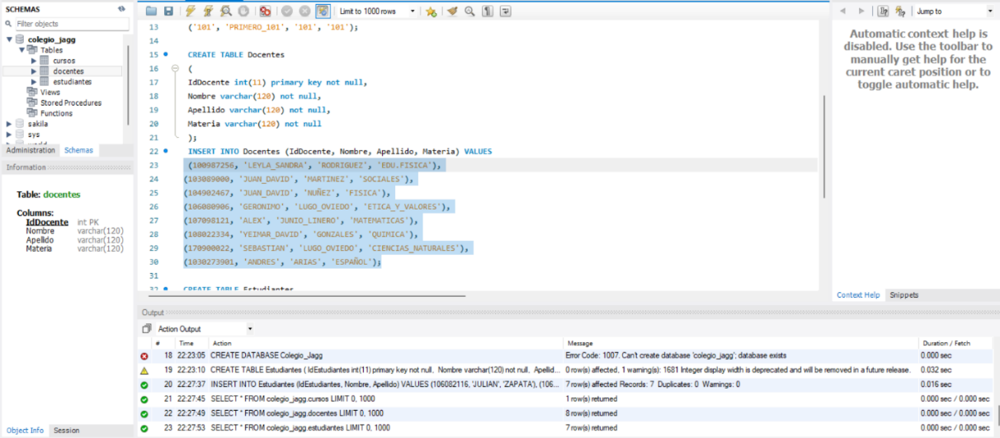 SCHEMAS
Filter objects
colegio_jagg
Tables
cursos
docentes
estudiantes
Views
Stored Procedures
Functions
sakila
sys
Administration Schemas
Information
Table: docentes
Columns:
IdDocente int PK
Nombre varchar(120)
Apellido varchar(120)
Materia varchar(120)
Object Info Session
Limit to 1000 rows
13 ('101', 'PRIMERO_101', '101', '101');
14
15 CREATE TABLE Docentes
16 (
17 IdDocente int(11) primary key not null,
18 Nombre varchar(120) not null,
19 Apellido varchar(120) not null,
20 Materia varchar(120) not null
21 );
22 INSERT INTO Docentes (IdDocente, Nombre, Apellido, Materia) VALUES
23 (100987256, 'LEYLA_SANDRA', 'RODRIGUEZ', 'EDU.FISICA'),
24 (103089000, 'JUAN_DAVID', 'MARTINEZ', 'SOCIALES'),
25 (104902467, 'JUAN_DAVID', 'NUÑEZ', 'FISICA'),
26 (106080906, 'GERONIMO', 'LUGO_OVIEDO', 'ETICA_Y_VALORES'),
27 (107098121, 'ALEX', 'JUNIO_LINERO', 'MATEMATICAS'),
28 (108022334, 'YEIMAR_DAVID', 'GONZALES', 'QUIMICA'),
29 (170900022, 'SEBASTIAN', 'LUGO_OVIEDO', 'CIENCIAS_NATURALES'),
30 (1030273901, 'ANDRES', 'ARIAS', 'ESPAÑOL');
31
32 CREATE TABLE Estudiantes
Jump to
Automatic context help is
disabled. Use the toolbar to
manually get help for the
current caret position or to
toggle automatic help.
Context Help Snippets
Output
Action Output
# Time Action Message Duration / Fetch
18 22:23:05 CREATE DATABASE Colegio_Jagg Error Code: 1007. Can't create database 'colegio_jagg'; database exists 0.000 sec
19 22:23:10 CREATE TABLE Estudiantes ( IdEstudiantes int(11) primary key not null, Nombre varchar(120) not null, Apellid... 0 row(s) affected, 1 warning(s): 1681 Integer display width is deprecated and will be removed in a future release. 0.032 sec
20 22:27:37 INSERT INTO Estudiantes (IdEstudiantes, Nombre, Apellido) VALUES (106082116, 'JULIAN', 'ZAPATA'), (106... 7 row(s) affected Records: 7 Duplicates: 0 Warnings: 0 0.016 sec
21 22:27:45 SELECT * FROM colegio_jagg.cursos LIMIT 0, 1000 1 row(s) returned 0.000 sec / 0.000 sec
22 22:27:49 SELECT * FROM colegio_jagg.docentes LIMIT 0, 1000 8 row(s) returned 0.000 sec / 0.000 sec
23 22:27:53 SELECT * FROM colegio_jagg.estudiantes LIMIT 0, 1000 7 row(s) returned 0.000 sec / 0.000 sec